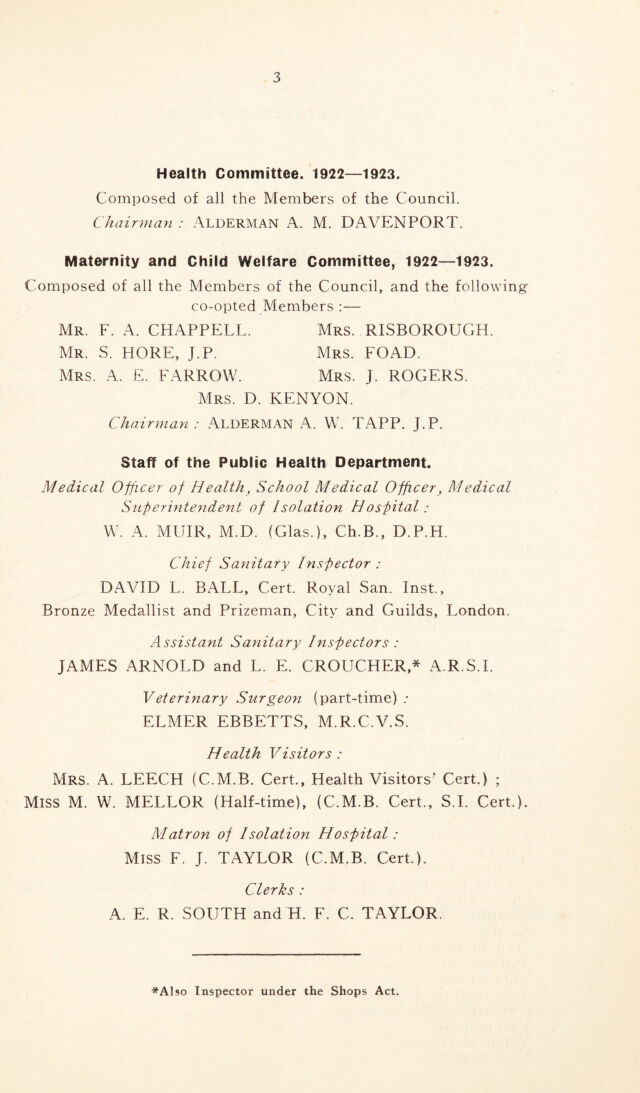 3
Health Committee. 1922—1923.
Composed of all the Members of the Council.
Chairman : ALDERMAN A. M. DAVENPORT.
Maternity and Child Welfare Committee, 1922—1923.
Composed of all the Members of the Council, and the following
co-opted Members :—
MR. F. A. CHAPPELL. MRS. RISBOROUGH.
MR. S. HORE, J.P. MRS. FOAD.
MRS. A. E. FARROW. MRS. J. ROGERS.
MRS. D. KENYON.
Chairman : ALDERMAN A. W. TAPP. J.P.
Staff of the Public Health Department.
Medical Officer of Health, School Medical Officer, Medical
Superintendent of Isolation Hospital :
W. A. MUIR, M.D. (Glas.), Ch.B., D.P.H.
Chief Sanitary Inspector :
DAVID L. BALL, Cert. Royal San. Inst.,
Bronze Medallist and Prizeman, City and Guilds, London.
Assistant Sanitary Inspectors :
JAMES ARNOLD and L. E. CROUCHER,* A.R.S.I.
Veterinary Surgeon (part-time) :
ELMER EBBETTS, M.R.C.V.S.
Health Visitors :
MRS. A. LEECH (C.M.B. Cert., Health Visitors' Cert.) ;
MISS M. W. MELLOR (Half-time), (C.M.B. Cert., S.I. Cert.).
Matron of Isolation Hospital :
MISS F. J. TAYLOR (C.M.B. Cert.).
Clerks :
A. E. R. SOUTH and H. F. C. TAYLOR.
*Also Inspector under the Shops Act.